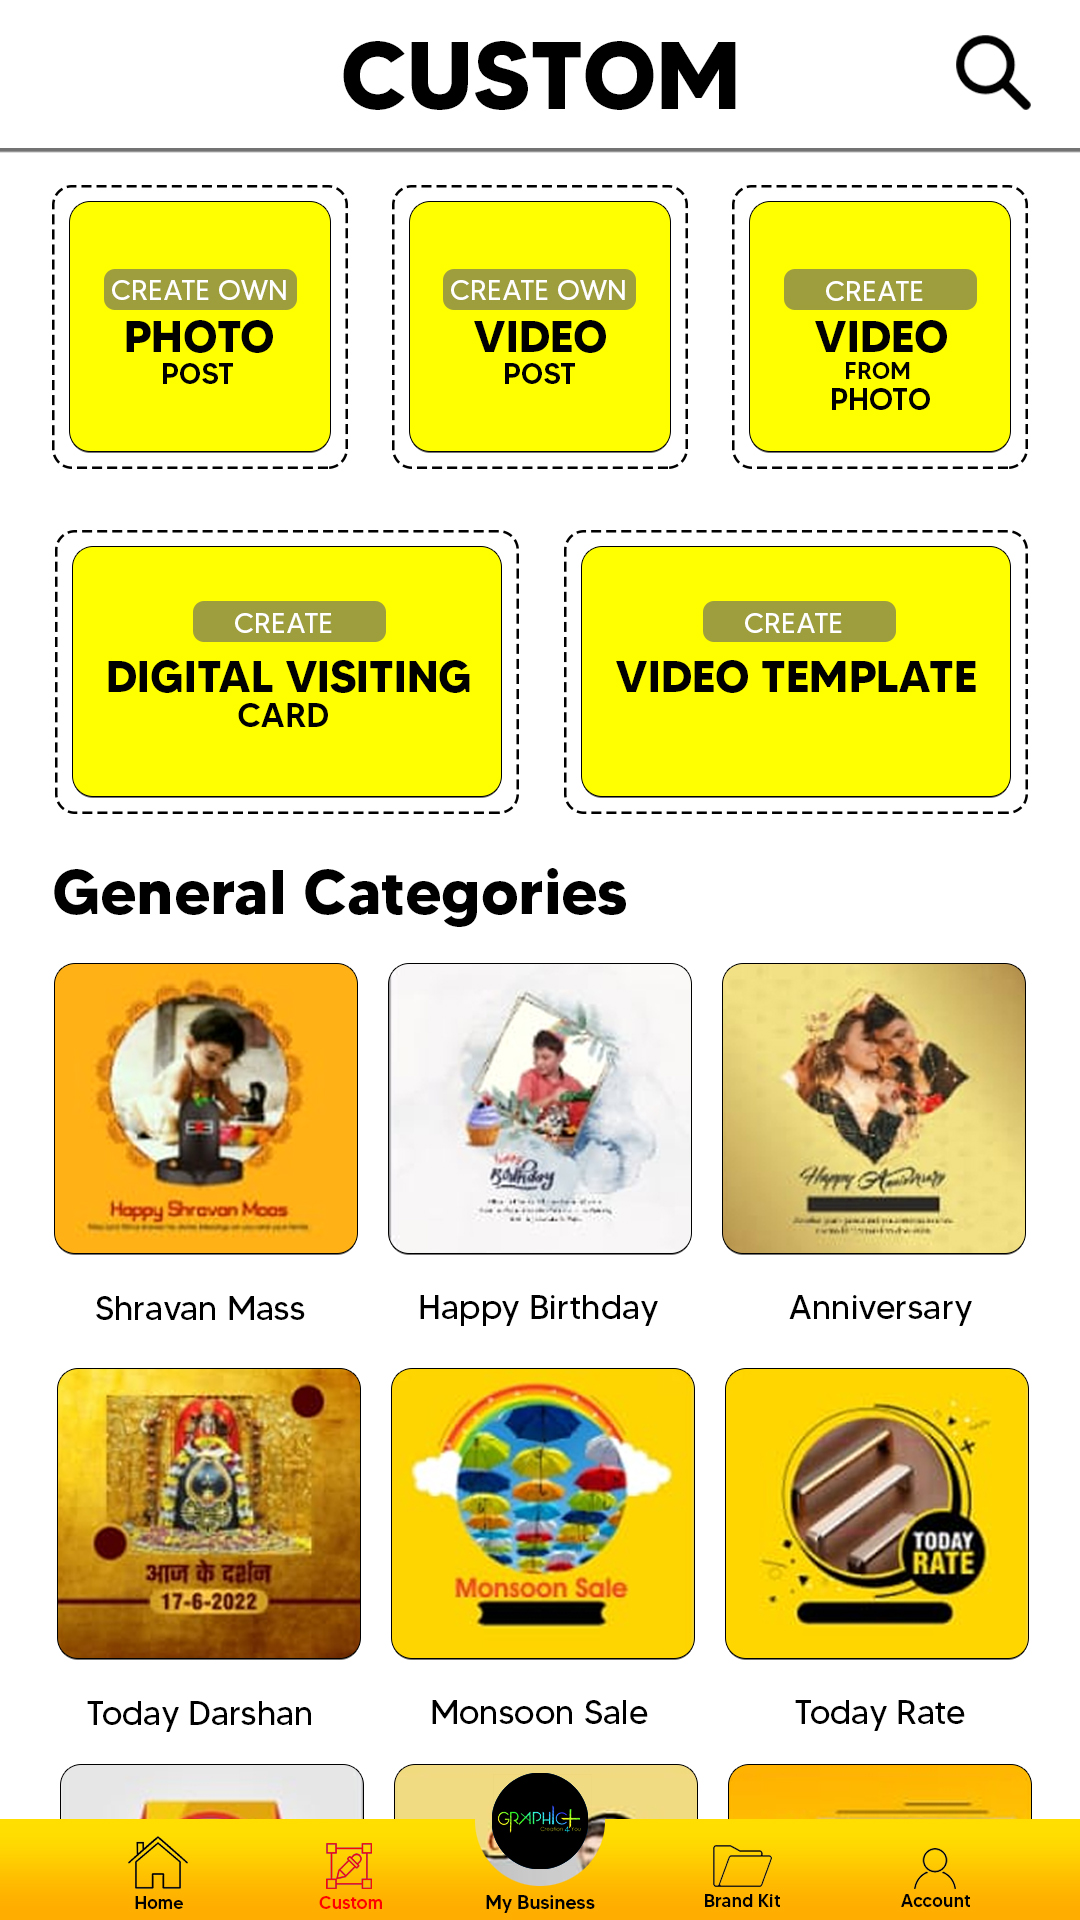 CUSTOM
CREATE OWN
PHOTO
POST
CREATE OWN
VIDEO
POST
CREATE
VIDEO
FROM
PHOTO
CREATE
DIGITAL VISITING
CARD
CREATE
VIDEO TEMPLATE
General Categories
Happy Shravan Maas
Happy
Birthday
Happy Anniversary
Shravan Mass
Happy Birthday
Anniversary
आज के दर्शन
17-6-2022
Monsoon Sale
TODAY
RATE
Today Darshan
Monsoon Sale
Today Rate
GRAPHIC+
Creation 4 You
Home
Custom
My Business
Brand Kit
Account